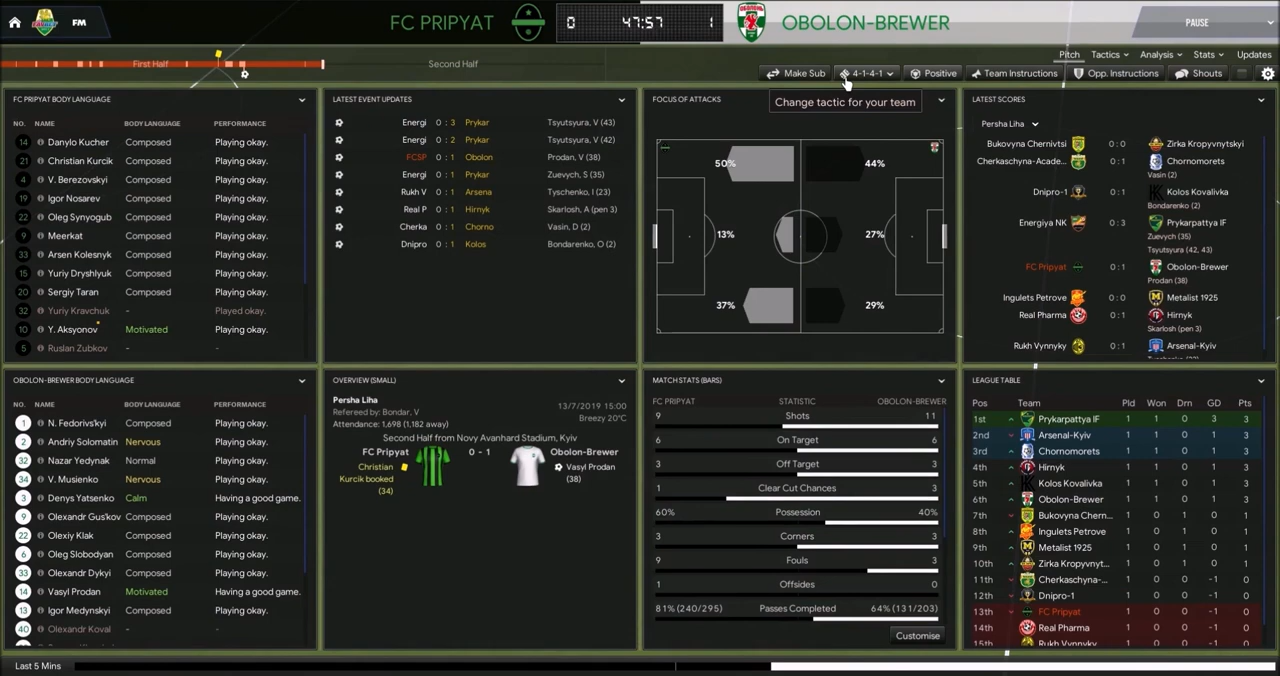 FM
FC PRIPYAT
0 47:57 1
OBOLON-BREWER
PAUSE
First Half
Second Half
Pitch Tactics Analysis Stats Updates
Make Sub 4-1-4-1 Positive Team Instructions Opp. Instructions Shouts
Change tactic for your team
FC PRIPYAT BODY LANGUAGE
NO. NAME BODY LANGUAGE PERFORMANCE
14 Danylo Kucher Composed Playing okay.
21 Christian Kurcik Composed Playing okay.
4 V. Berezovskyi Composed Playing okay.
19 Igor Nosarev Composed Playing okay.
22 Oleg Synyogub Composed Playing okay.
9 Meerkat Composed Playing okay.
33 Arsen Kolesnyk Composed Playing okay.
15 Yuriy Dryshlyuk Composed Playing okay.
20 Sergiy Taran Composed Playing okay.
32 Yuriy Kravchuk - Played okay.
10 Y. Aksyonov Motivated Playing okay.
5 Ruslan Zubkov - -
LATEST EVENT UPDATES
Energi 0 : 3 Prykar Tsyutsyura, V (43)
Energi 0 : 2 Prykar Tsyutsyura, V (42)
FCSP 0 : 1 Obolon Prodan, V (38)
Energi 0 : 1 Prykar Zuevych, S (35)
Rukh V 0 : 1 Arsena Tyschenko, I (23)
Real P 0 : 1 Hirnyk Skarlosh, A (pen 3)
Cherka 0 : 1 Chorno Vasin, D (2)
Dnipro 0 : 1 Kolos Bondarenko, O (2)
FOCUS OF ATTACKS
50% 44%
13% 27%
37% 29%
LATEST SCORES
Persha Liha
Bukovyna Chernivtsi 0 : 0 Zirka Kropyvnytskyi
Cherkaschyna-Acade... 0 : 1 Chornomorets
Vasin (2)
Dnipro-1 0 : 1 Kolos Kovalivka
Bondarenko (2)
Energiya NK 0 : 3 Prykarpattya IF
Zuevych (35)
Tsyutsyura (42, 43)
FC Pripyat 0 : 1 Obolon-Brewer
Prodan (38)
Ingulets Petrove 0 : 0 Metalist 1925
Real Pharma 0 : 1 Hirnyk
Skarlosh (pen 3)
Rukh Vynnyky 0 : 1 Arsenal-Kyiv
OBOLON-BREWER BODY LANGUAGE
NO. NAME BODY LANGUAGE PERFORMANCE
1 N. Fedorivs'kyi Composed Playing okay.
2 Andriy Solomatin Nervous Playing okay.
32 Nazar Yedynak Normal Playing okay.
34 V. Musienko Nervous Playing okay.
3 Denys Yatsenko Calm Having a good game.
9 Olexandr Gus'kov Composed Playing okay.
22 Olexiy Klak Composed Playing okay.
6 Oleg Slobodyan Composed Playing okay.
33 Olexandr Dykyi Composed Playing okay.
14 Vasyl Prodan Motivated Having a good game.
13 Igor Medynskyi Composed Playing okay.
40 Olexandr Koval - -
OVERVIEW (SMALL)
Persha Liha
Refereed by: Bondar, V
Attendance: 1,698 (1,182 away)
13/7/2019 15:00
Breezy 20°C
Second Half from Novy Avanhard Stadium, Kyiv
FC Pripyat 0 - 1 Obolon-Brewer
Christian Kurcik booked (34)
Vasyl Prodan (38)
MATCH STATS (BARS)
FC PRIPYAT STATISTIC OBOLON-BREWER
9 Shots 11
6 On Target 6
3 Off Target 3
1 Clear Cut Chances 3
60% Possession 40%
3 Corners 3
9 Fouls 3
1 Offsides 0
81% (240/295) Passes Completed 64% (131/203)
Customise
LEAGUE TABLE
Pos Team Pld Won Drn GD Pts
1st Prykarpattya IF 1 1 0 3 3
2nd Arsenal-Kyiv 1 1 0 1 3
3rd Chornomorets 1 1 0 1 3
4th Hirnyk 1 1 0 1 3
5th Kolos Kovalivka 1 1 0 1 3
6th Obolon-Brewer 1 1 0 1 3
7th Bukovyna Chern... 1 0 1 0 1
8th Ingulets Petrove 1 0 1 0 1
9th Metalist 1925 1 0 1 0 1
10th Zirka Kropyvnyt... 1 0 1 0 1
11th Cherkaschyna-... 1 0 0 -1 0
12th Dnipro-1 1 0 0 -1 0
13th FC Pripyat 1 0 0 -1 0
14th Real Pharma 1 0 0 -1 0
15th Rukh Vynnyky 1 0 0 -1 0
Last 5 Mins